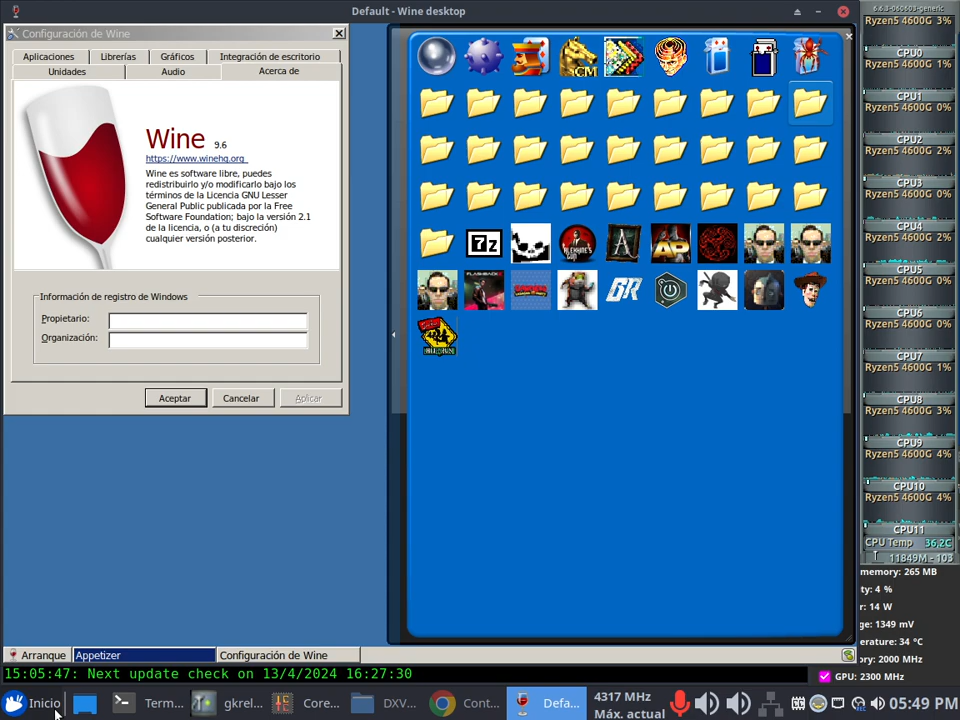 Default - Wine desktop
Configuración de Wine
Aplicaciones
Librerías
Gráficos
Integración de escritorio
Unidades
Audio
Acerca de
Wine 9.6
https://www.winehq.org
Wine es software libre, puedes
redistribuirlo y/o modificarlo bajo los
términos de la Licencia GNU Lesser
General Public publicada por la Free
Software Foundation; bajo la versión 2.1
de la licencia, o (a tu discreción)
cualquier versión posterior.
Información de registro de Windows
Propietario:
Organización:
Aceptar
Cancelar
Aplicar
CM
7z
FLASHBACK
AP
GR
Ryzen5 4600G 3%
CPU0
Ryzen5 4600G 1%
CPU1
Ryzen5 4600G 0%
CPU2
Ryzen5 4600G 2%
CPU3
Ryzen5 4600G 0%
CPU4
Ryzen5 4600G 2%
CPU5
Ryzen5 4600G 0%
CPU6
Ryzen5 4600G 0%
CPU7
Ryzen5 4600G 1%
CPU8
Ryzen5 4600G 3%
CPU9
Ryzen5 4600G 4%
CPU10
Ryzen5 4600G 4%
CPU11
CPU Temp 36.2C
11849M - 103
memory: 265 MB
ty: 4 %
r: 14 W
ge: 1349 mV
erature: 34 °C
ory: 2000 MHz
GPU: 2300 MHz
Arranque
Appetizer
Configuración de Wine
15:05:47: Next update check on 13/4/2024 16:27:30
Inicio
Term...
gkrel...
Core...
DXV...
Cont...
Defa...
4317 MHz
Máx. actual
05:49 PM